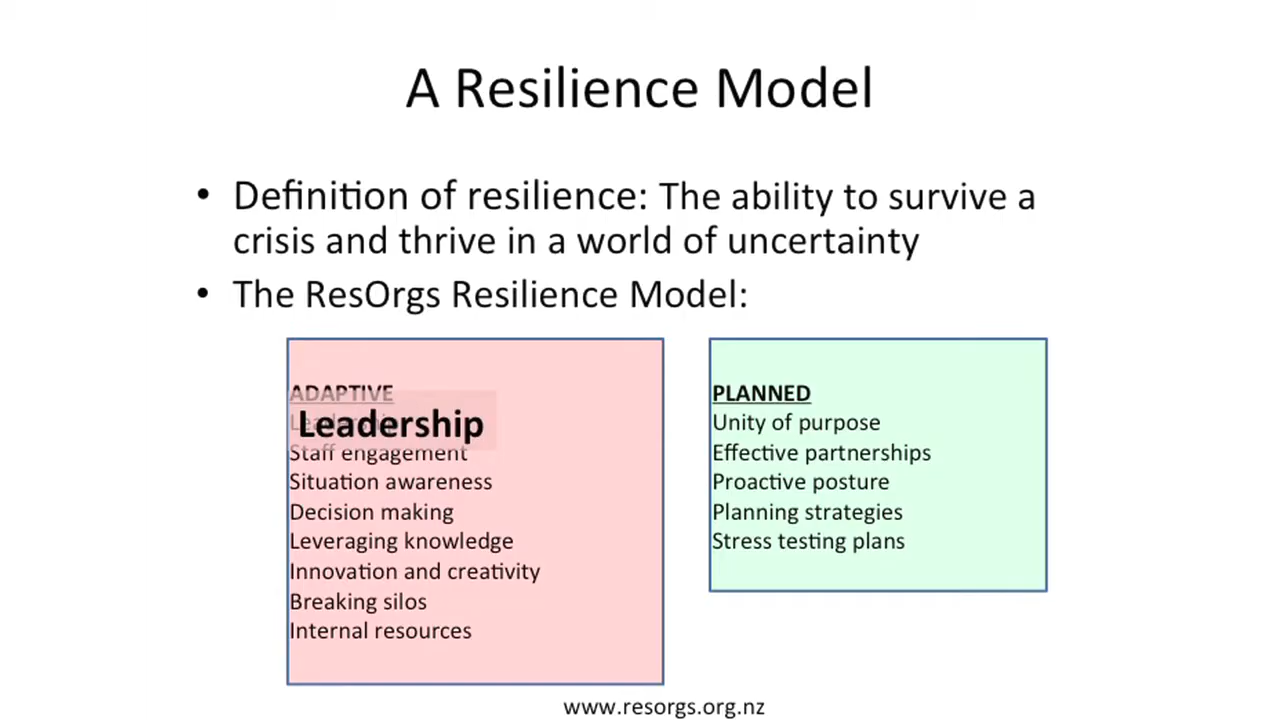 A Resilience Model
• Definition of resilience: The ability to survive a
crisis and thrive in a world of uncertainty
• The ResOrgs Resilience Model:
ADAPTIVE
Leadership
Staff engagement
Situation awareness
Decision making
Leveraging knowledge
Innovation and creativity
Breaking silos
Internal resources
PLANNED
Unity of purpose
Effective partnerships
Proactive posture
Planning strategies
Stress testing plans
www.resorgs.org.nz